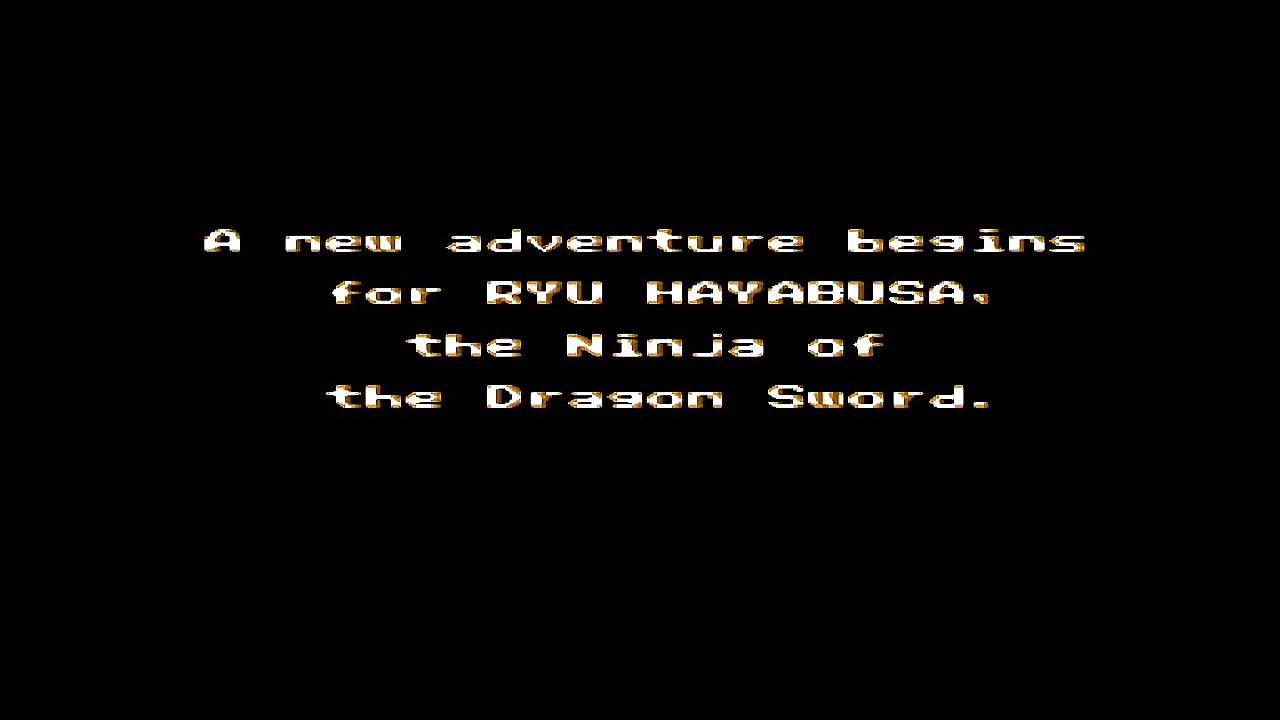 A new adventure begins
for RYU HAYABUSA,
the Ninja of
the Dragon Sword.